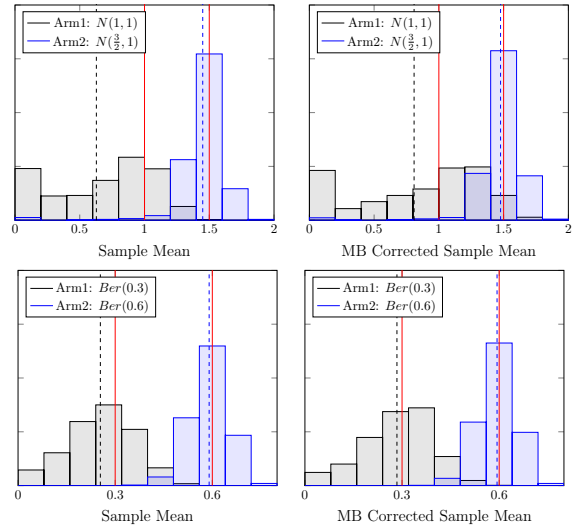 Arm1: N(1, 1)
Arm2: N(3/2, 1)
0 0.5 1 1.5 2
Sample Mean
Arm1: N(1, 1)
Arm2: N(3/2, 1)
0 0.5 1 1.5 2
MB Corrected Sample Mean
Arm1: Ber(0.3)
Arm2: Ber(0.6)
0 0.3 0.6
Sample Mean
Arm1: Ber(0.3)
Arm2: Ber(0.6)
0 0.3 0.6
MB Corrected Sample Mean